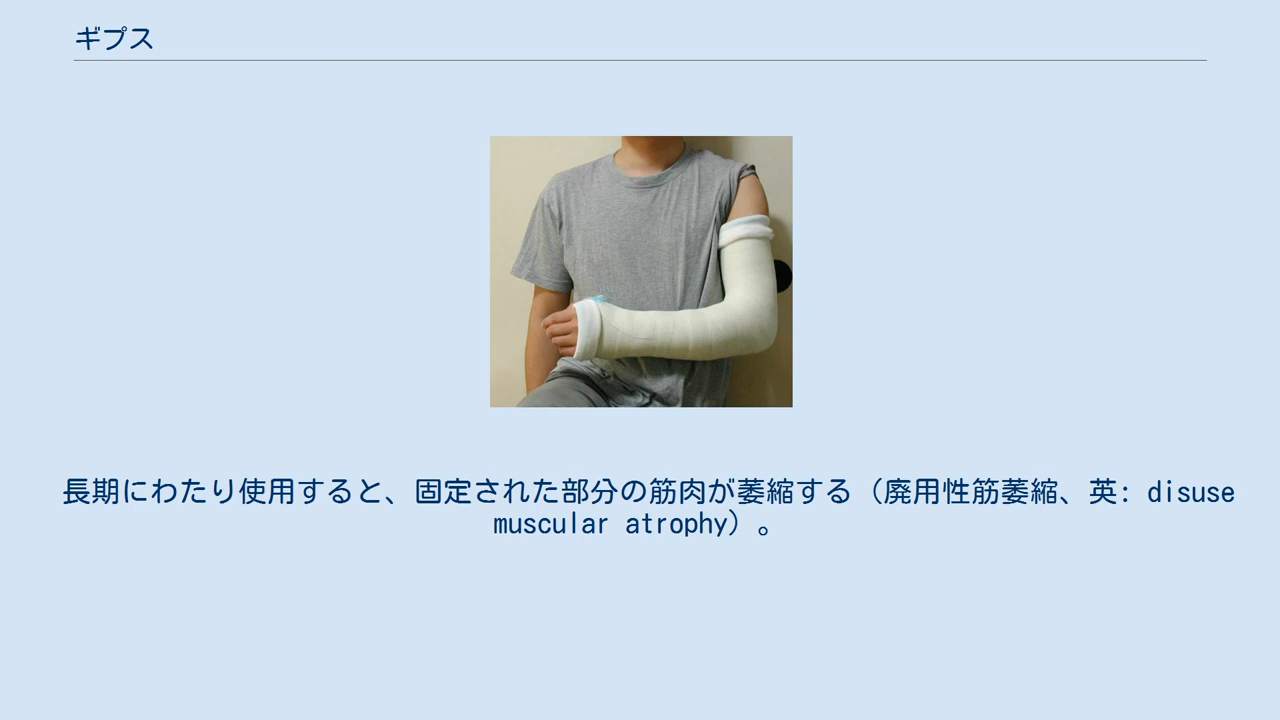 ギプス
長期にわたり使用すると、固定された部分の筋肉が萎縮する（廃用性筋萎縮、英: disuse
muscular atrophy）。